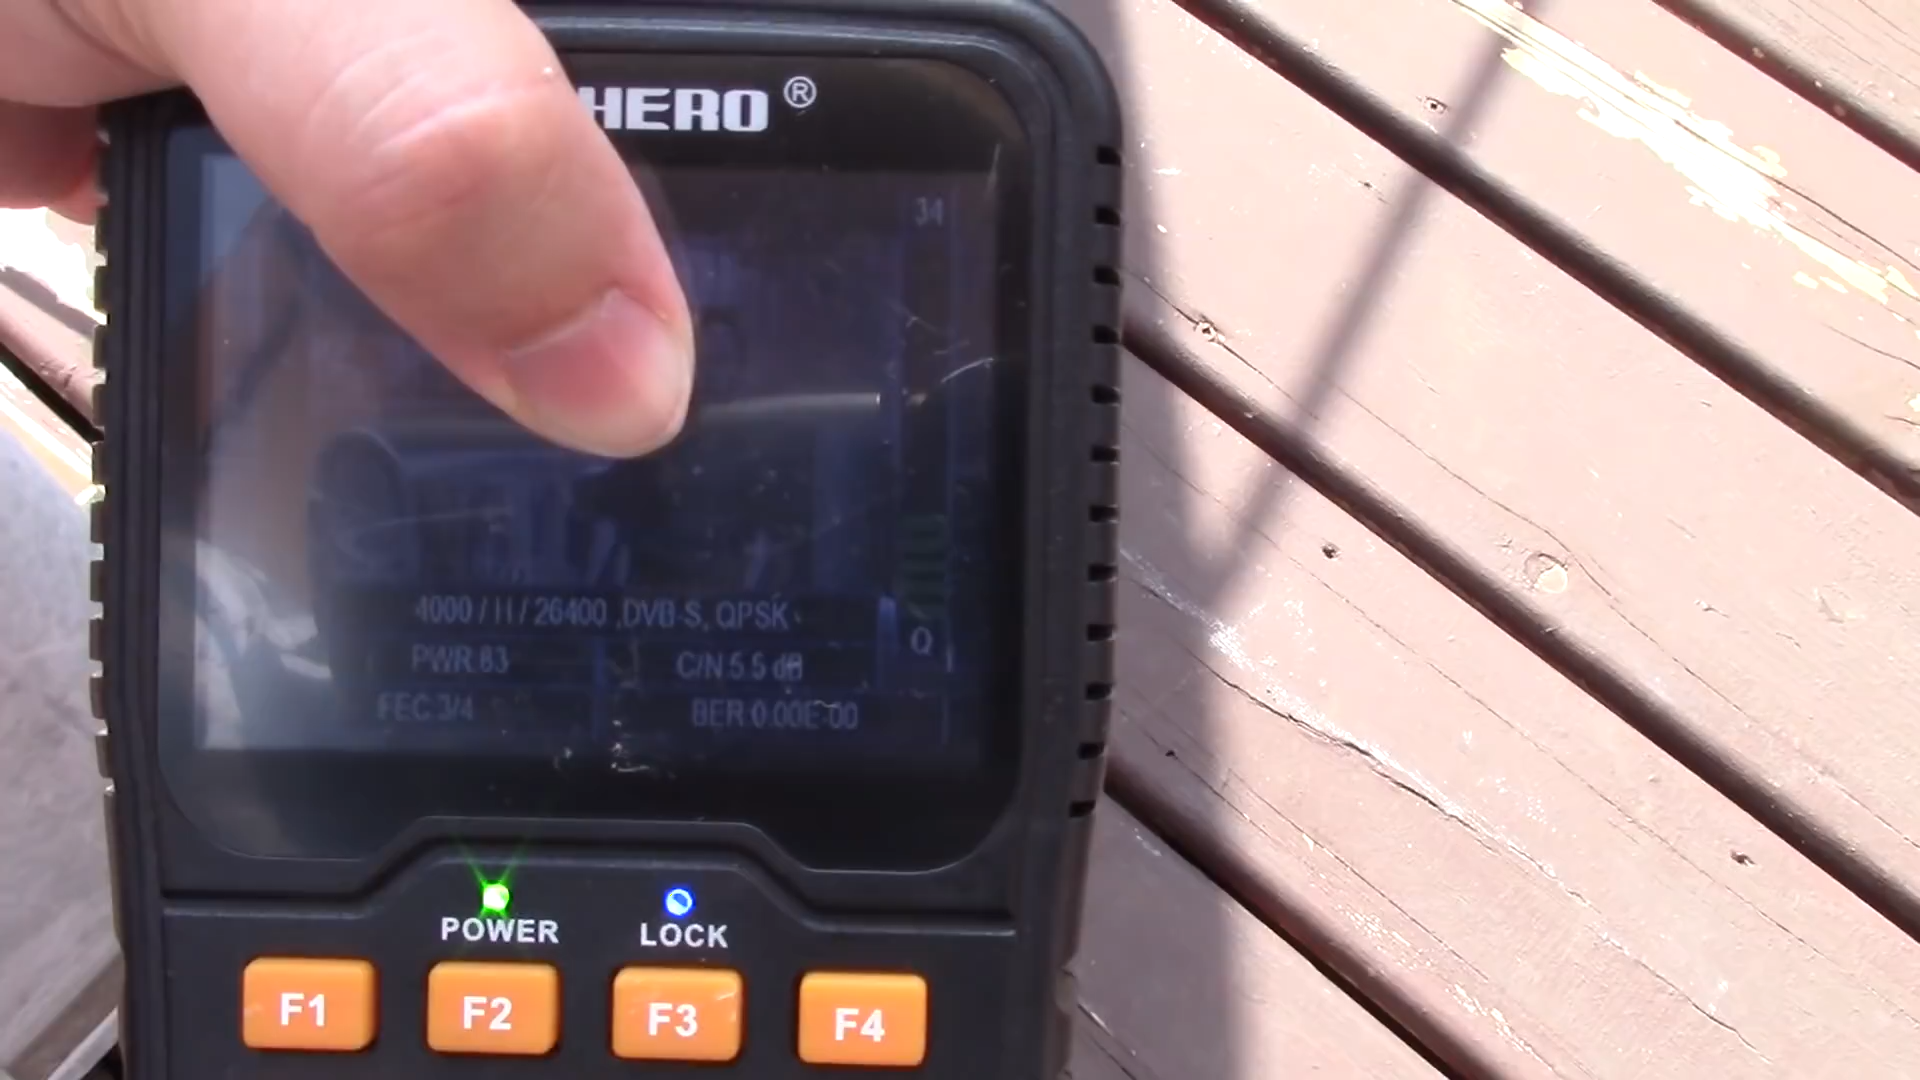 HERO ®
34
4000 / H / 26400 ,DVB-S, QPSK
Q
PWR:83
C/N 5.5 dB
FEC:3/4
BER 0.00E-00
POWER
LOCK
F1
F2
F3
F4